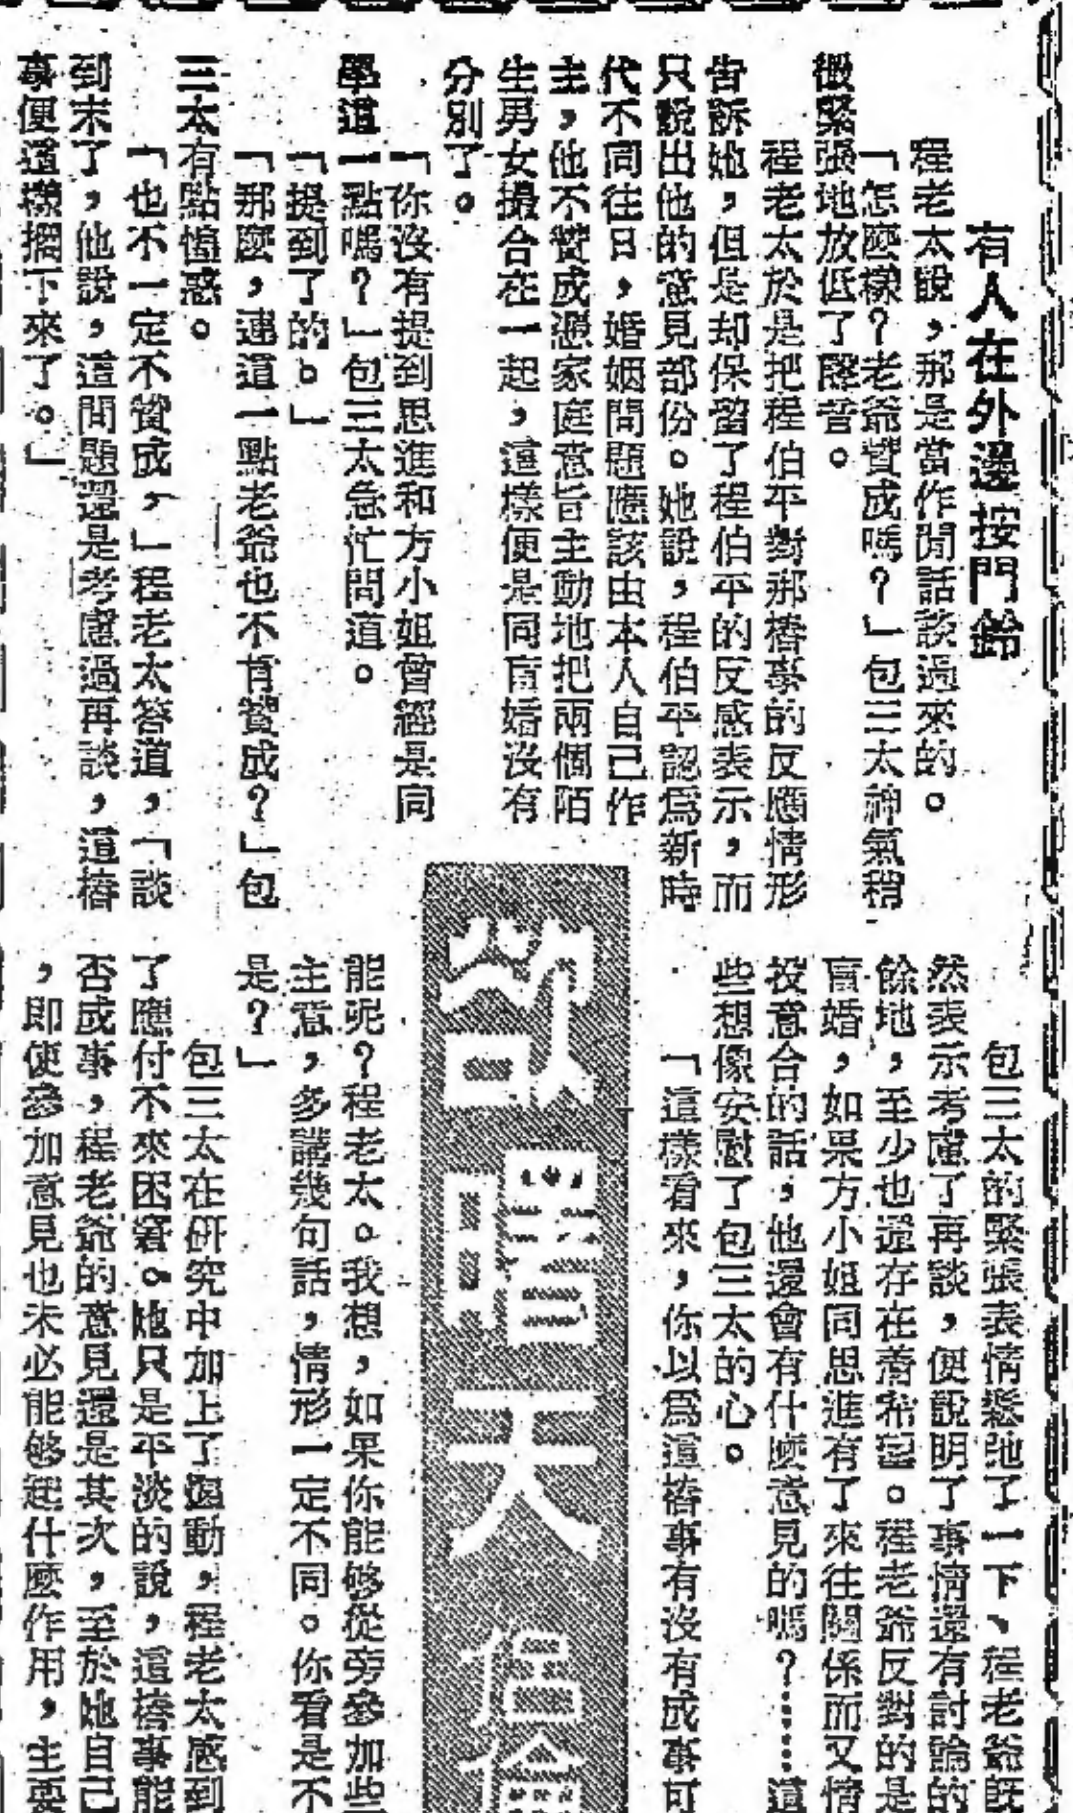 有人在外邊按門鈴
程老太說，那是當作閒話談過來的。
「怎麼樣？老爺贊成嗎？」包三太神氣稍
微緊張地放低了聲音。
程老太於是把程伯平對那樁事的反應情形
告訴她，但是却保留了程伯平的反感表示，而
只說出他的意見部份。她說，程伯平認爲新時
代不同往日，婚姻問題應該由本人自己作
主，他不贊成憑家庭意旨主動地把兩個陌
生男女撮合在一起，這樣便是同盲婚沒有
分別了。
「你沒有提到思進和方小姐曾經是同
學這一點嗎？」包三太急忙問道。
「提到了的。」
「那麼，連這一點老爺也不肯贊成？」包
三太有點惶惑。
「也不一定不贊成，」程老太答道，「談
到末了，他說，這問題還是考慮過再談，這樁
事便這樣擱下來了。」
包三太的緊張表情鬆弛了一下、程老爺既
然表示考慮了再談，便說明了事情還有討論的
餘地，至少也還存在着希望。程老爺反對的是
盲婚，如果方小姐同思進有了來往關係而又情
投意合的話，他還會有什麼意見的嗎？……這
些想像安慰了包三太的心。
「這樣看來，你以爲這樁事有沒有成事可
能呢？程老太。我想，如果你能够從旁參加些
主意，多講幾句話，情形一定不同。你看是不
是？」
包三太在研究中加上了慫動，程老太感到
了應付不來困窘。她只是平淡的說，這樁事能
否成事，程老爺的意見還是其次，至於她自己
，即使參加意見也未必能够起什麼作用，主要
欲曙天
侶倫